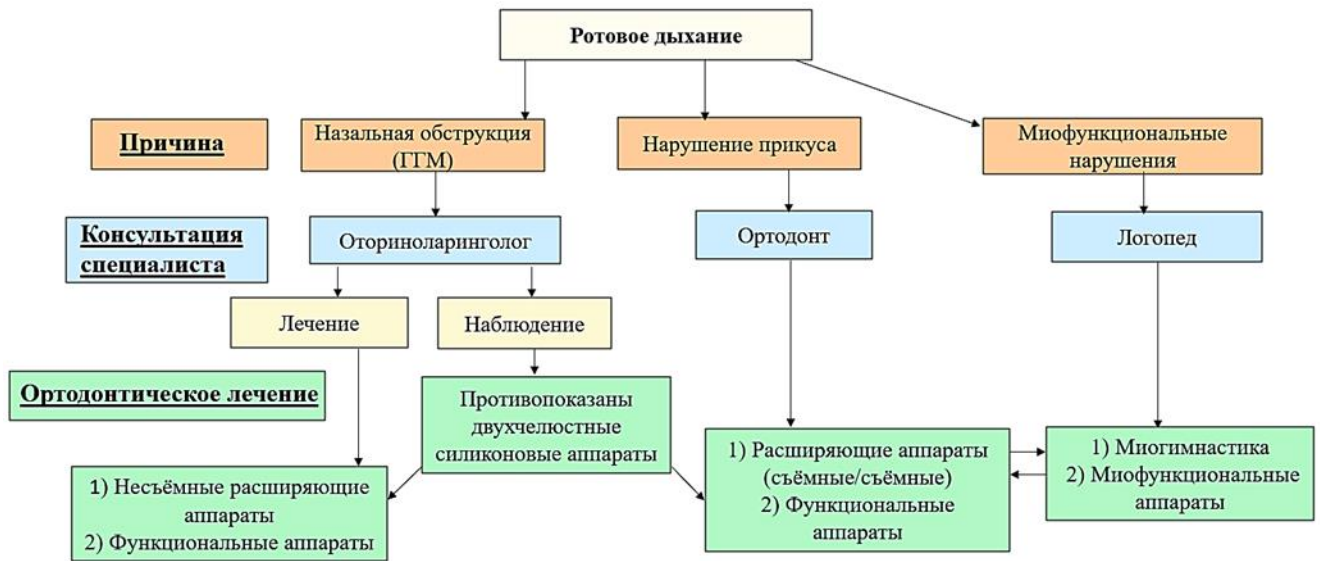 Ротовое дыхание
Причина
Назальная обструкция
(ГГМ)
Нарушение прикуса
Миофункциональные
нарушения
Консультация
специалиста
Оториноларинголог
Ортодонт
Логопед
Лечение
Наблюдение
Ортодонтическое лечение
Противопоказаны
двухчелюстные
силиконовые аппараты
1) Несъёмные расширяющие
аппараты
2) Функциональные аппараты
1) Расширяющие аппараты
(съёмные/съёмные)
2) Функциональные
аппараты
1) Миогимнастика
2) Миофункциональные
аппараты